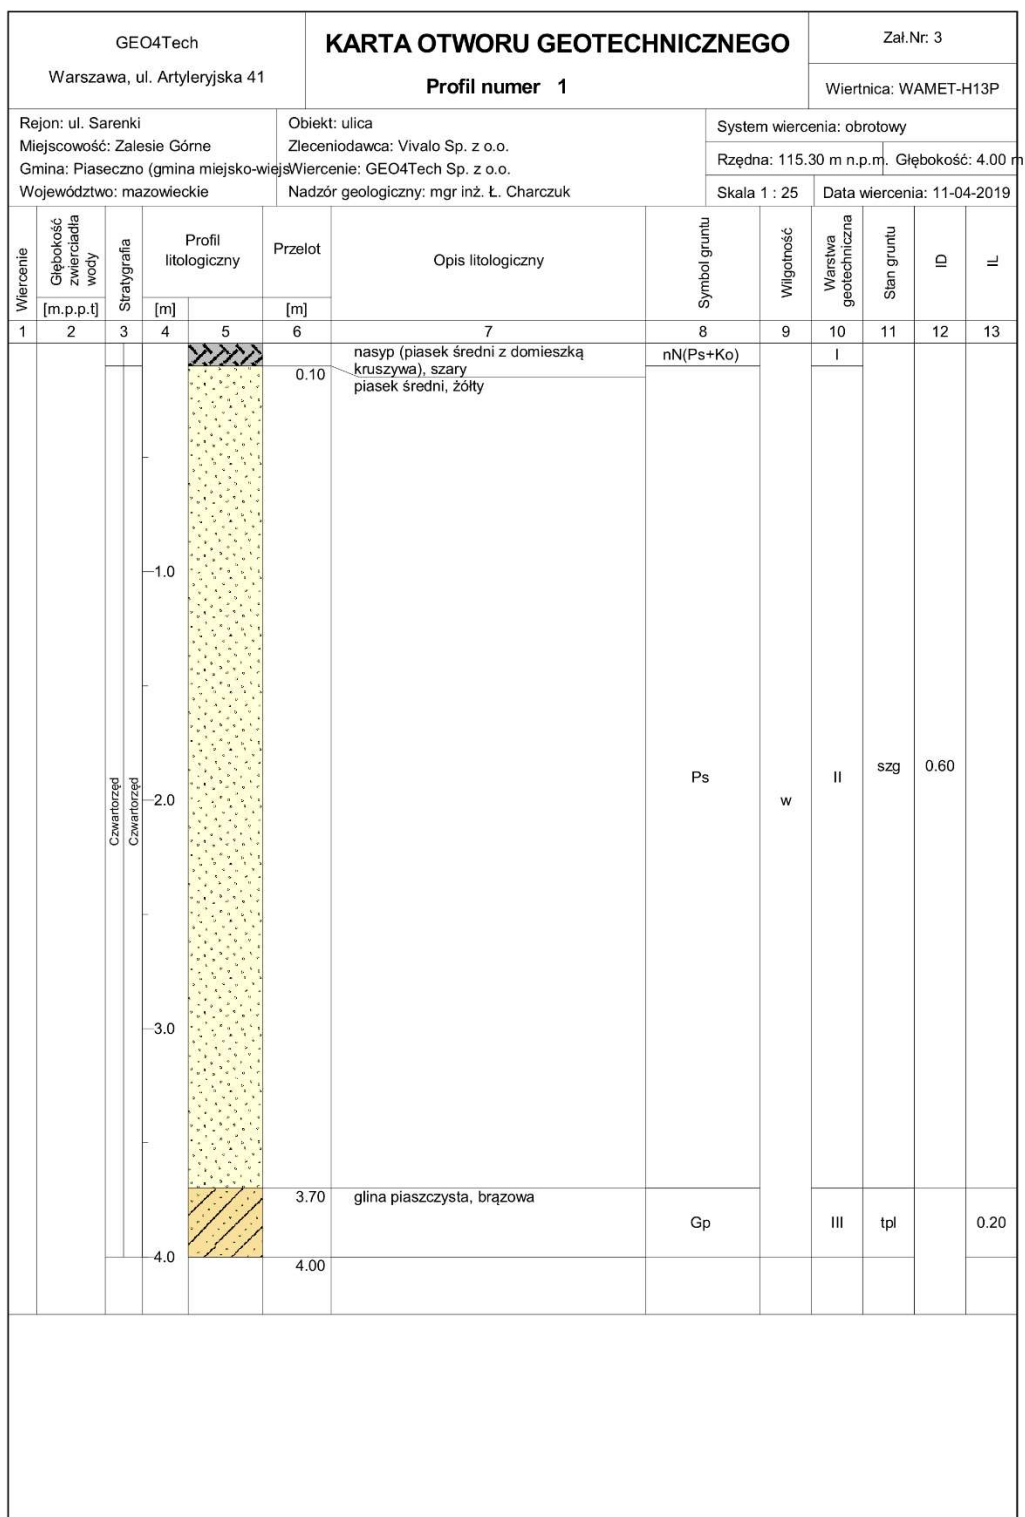 GEO4Tech
Warszawa, ul. Artyleryjska 41
KARTA OTWORU GEOTECHNICZNEGO
Profil numer 1
Zał.Nr: 3
Wiertnica: WAMET-H13P
Rejon: ul. Sarenki
Miejscowość: Zalesie Górne
Gmina: Piaseczno (gmina miejsko-wiejs
Województwo: mazowieckie
Obiekt: ulica
Zleceniodawca: Vivalo Sp. z o.o.
Wiercenie: GEO4Tech Sp. z o.o.
Nadzór geologiczny: mgr inż. Ł. Charczuk
System wiercenia: obrotowy
Rzędna: 115.30 m n.p.m. Głębokość: 4.00 m
Skala 1 : 25 Data wiercenia: 11-04-2019
Wiercenie
Głębokość
zwierciadła
wody
[m.p.p.t]
Stratygrafia
Profil
litologiczny
[m]
Przelot
[m]
Opis litologiczny
Symbol gruntu
Wilgotność
Warstwa
geotechniczna
Stan gruntu
ID
IL
1 2 3 4 5 6 7 8 9 10 11 12 13
nasyp (piasek średni z domieszką
kruszywa), szary
nN(Ps+Ko) I
0.10
piasek średni, żółty
1.0
Czwartorzęd
Czwartorzęd
2.0
Ps w II szg 0.60
3.0
3.70 glina piaszczysta, brązowa
Gp III tpl 0.20
4.0
4.00